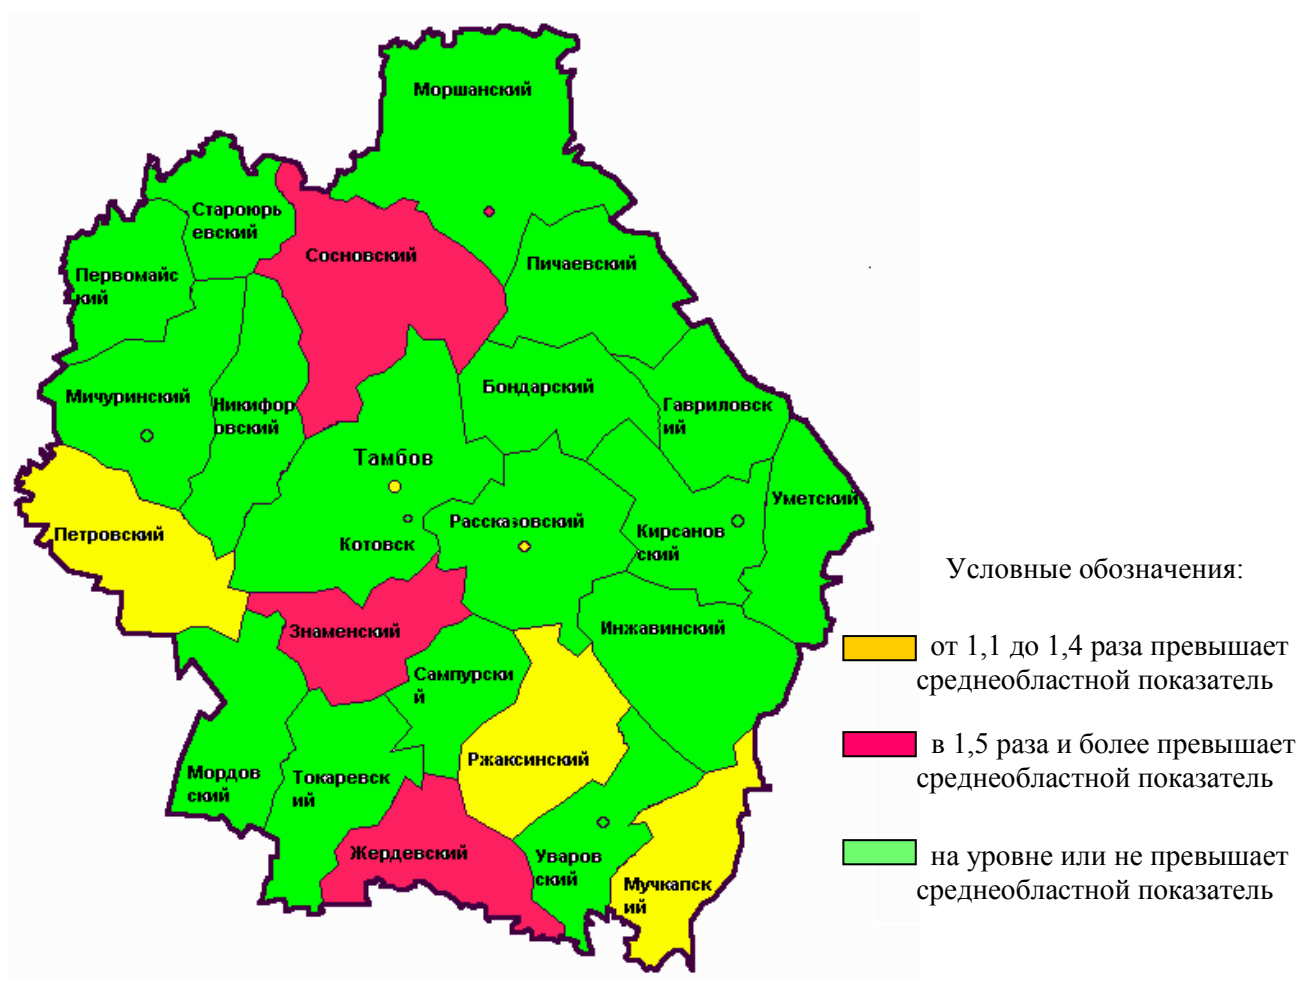 Моршанский
Староюрь
евский
Сосновский
Пичаевский
Первомайс
кий
Мичуринский
Никифор
овский
Бондарский
Гавриловск
ий
Тамбов
Уметский
Петровский
Рассказовский
Кирсанов
ский
Котовск
Знаменский
Инжавинский
Сампурски
й
Мордов
ский
Токаревск
ий
Ржаксинский
Жердевский
Уваров
ский
Мучкапск
ий
Условные обозначения:
от 1,1 до 1,4 раза превышает
среднеобластной показатель
в 1,5 раза и более превышает
среднеобластной показатель
на уровне или не превышает
среднеобластной показатель